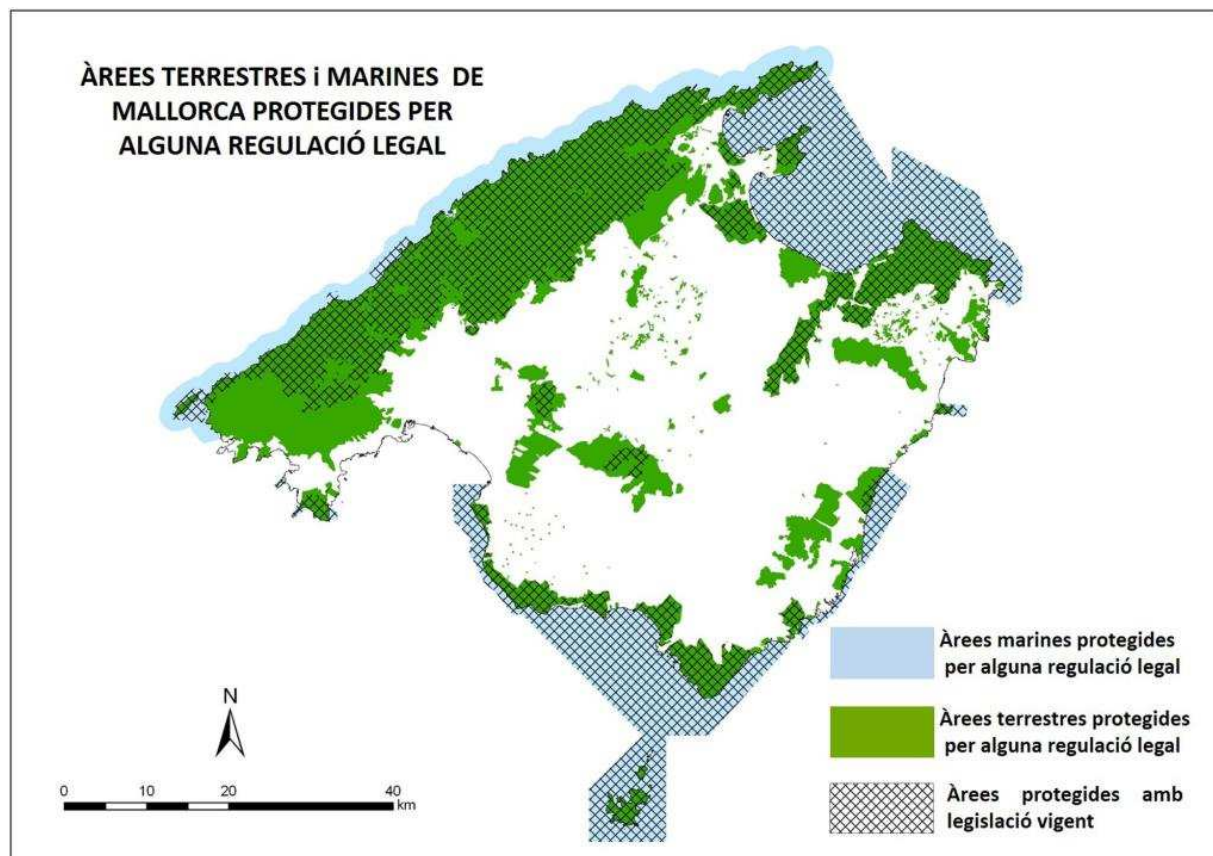 ÀREES TERRESTRES i MARINES DE
MALLORCA PROTEGIDES PER
ALGUNA REGULACIÓ LEGAL
Àrees marines protegides
per alguna regulació legal
Àrees terrestres protegides
per alguna regulació legal
Àrees protegides amb
legislació vigent
N
0 10 20 40
km